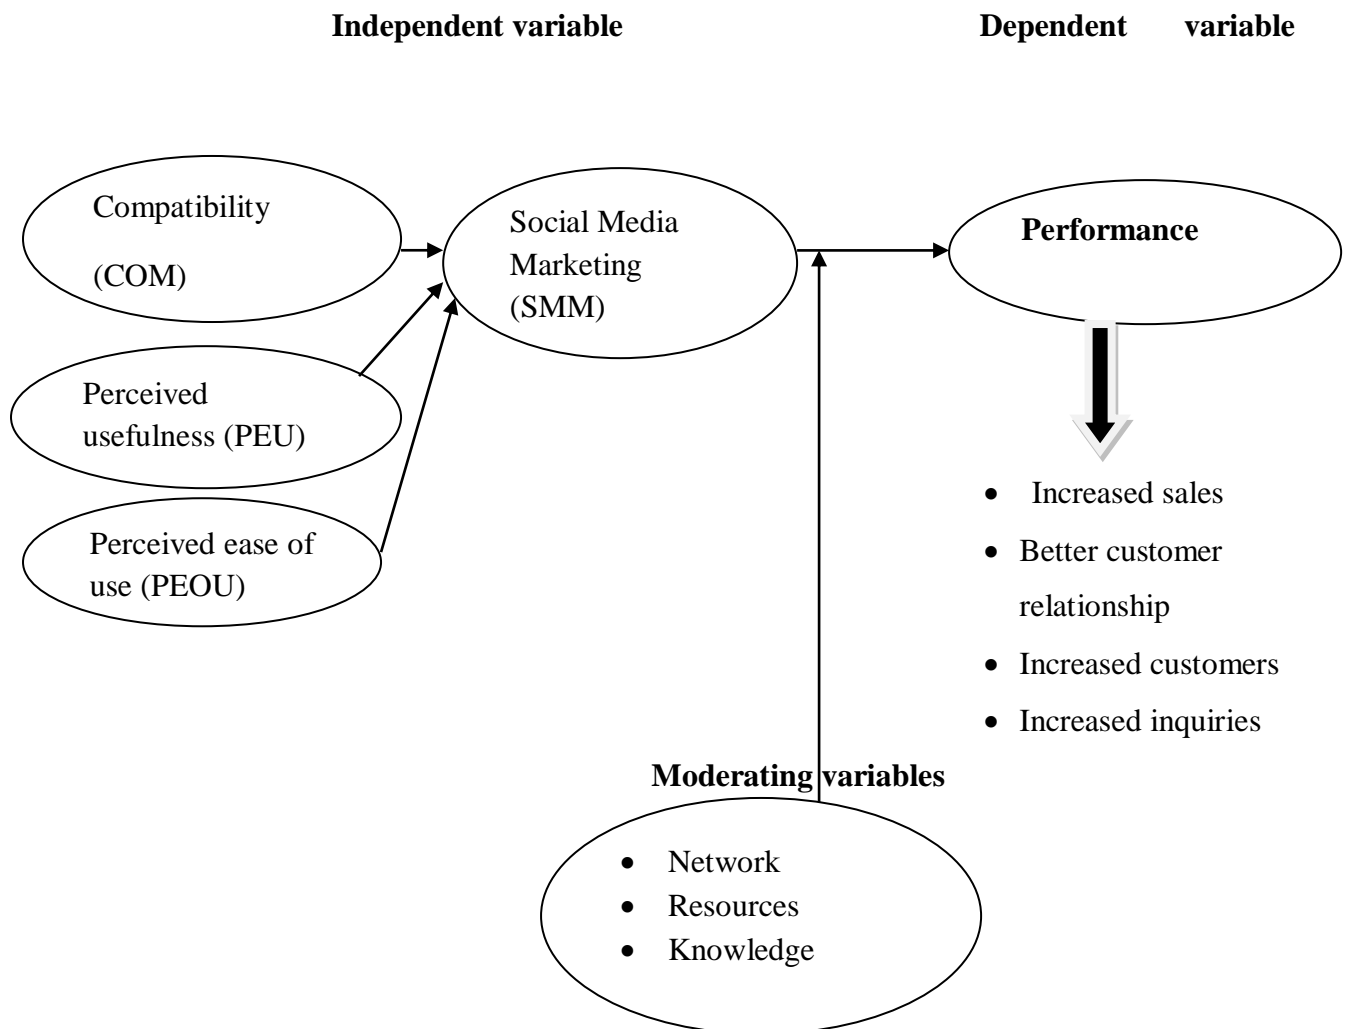 Independent variable
Dependent variable
Compatibility
(COM)
Social Media
Marketing
(SMM)
Performance
Perceived
usefulness (PEU)
Perceived ease of
use (PEOU)
• Increased sales
• Better customer
relationship
• Increased customers
• Increased inquiries
Moderating variables
• Network
• Resources
• Knowledge